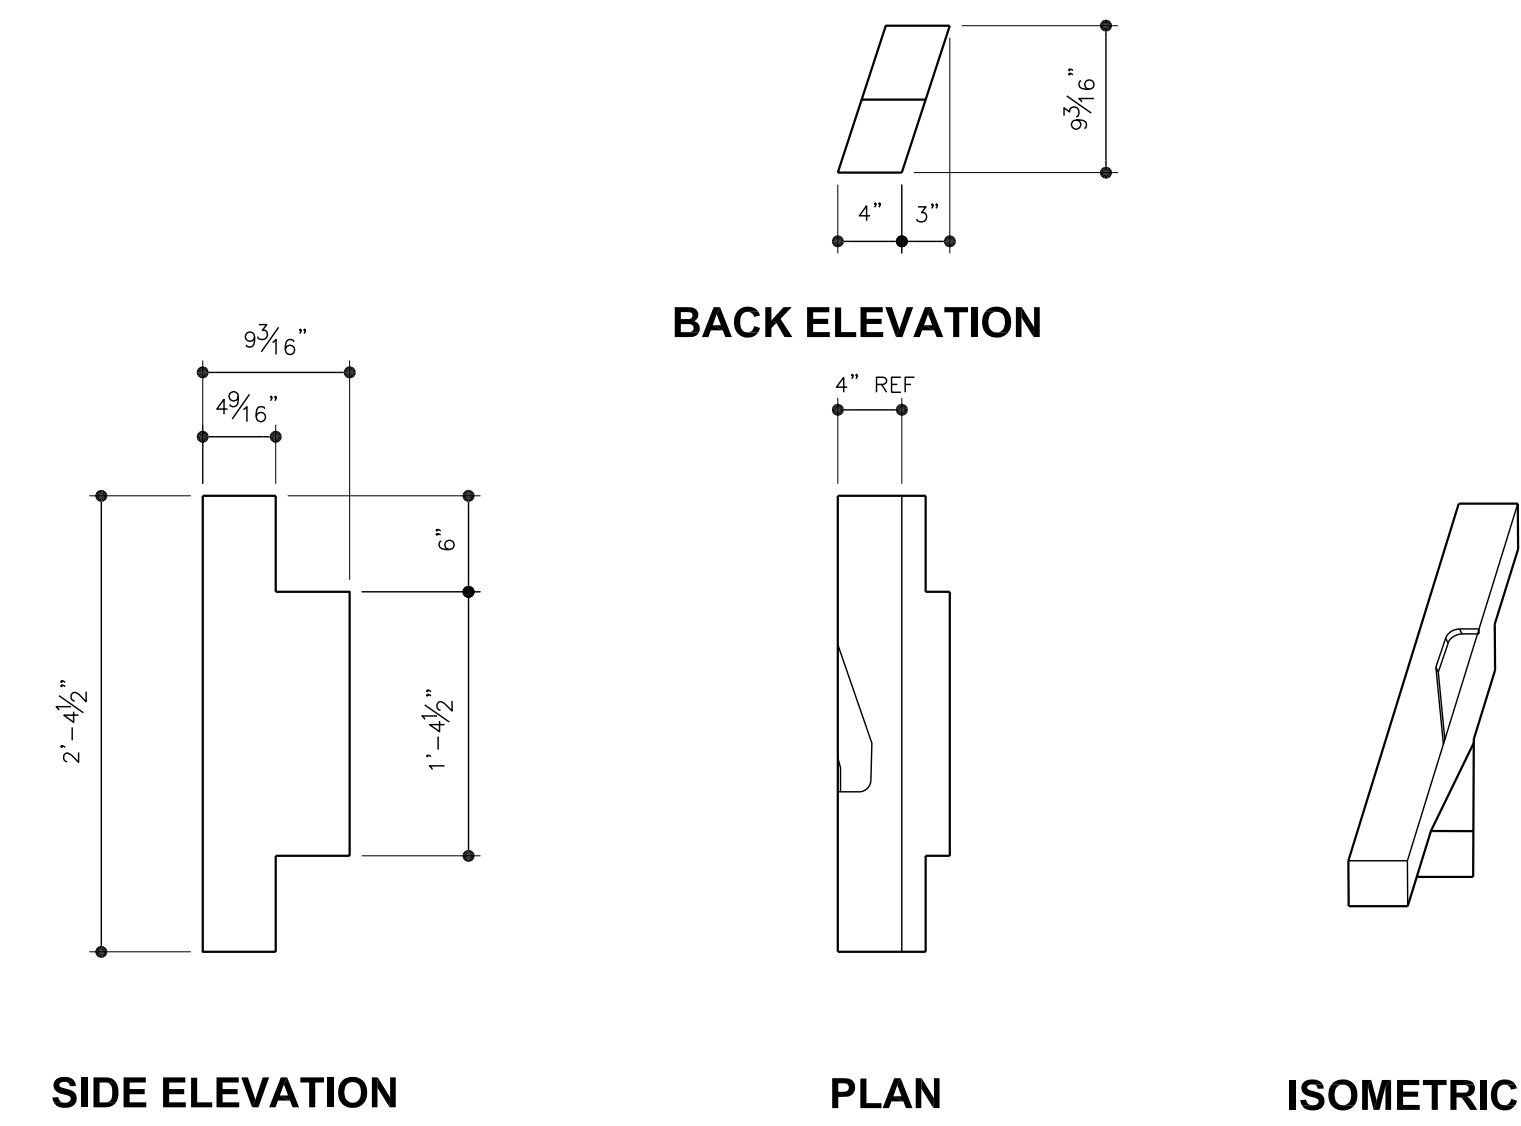 9 3/16"
4" 3"
BACK ELEVATION
9 3/16"
4 9/16"
4" REF
6"
2'-4 1/2"
1'-4 1/2"
SIDE ELEVATION
PLAN
ISOMETRIC